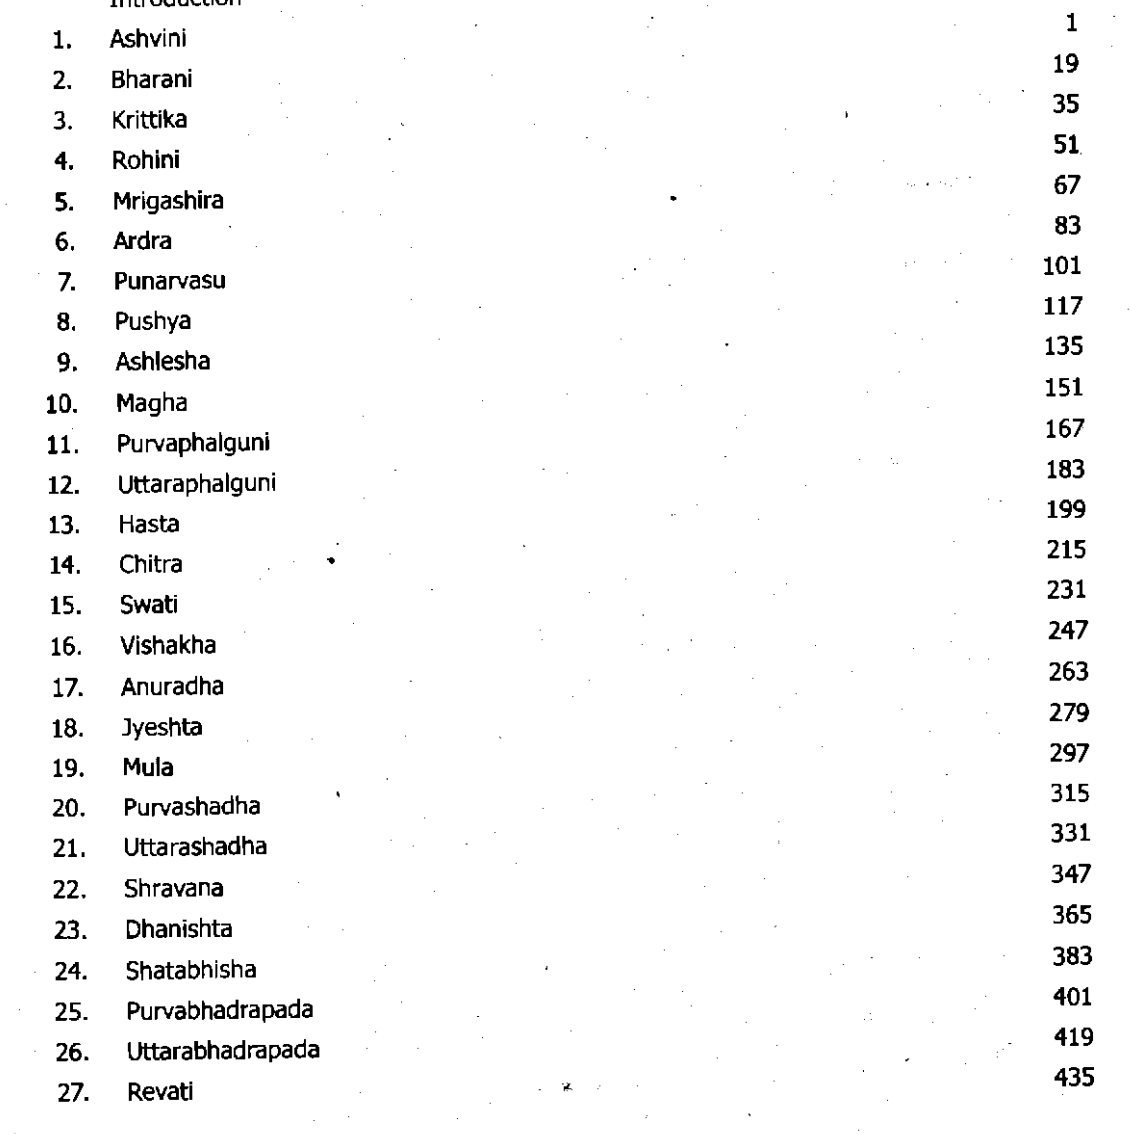 Introduction
1. Ashvini 1
2. Bharani 19
3. Krittika 35
4. Rohini 51
5. Mrigashira 67
6. Ardra 83
7. Punarvasu 101
8. Pushya 117
9. Ashlesha 135
10. Magha 151
11. Purvaphalguni 167
12. Uttaraphalguni 183
13. Hasta 199
14. Chitra 215
15. Swati 231
16. Vishakha 247
17. Anuradha 263
18. Jyeshta 279
19. Mula 297
20. Purvashadha 315
21. Uttarashadha 331
22. Shravana 347
23. Dhanishta 365
24. Shatabhisha 383
25. Purvabhadrapada 401
26. Uttarabhadrapada 419
27. Revati 435